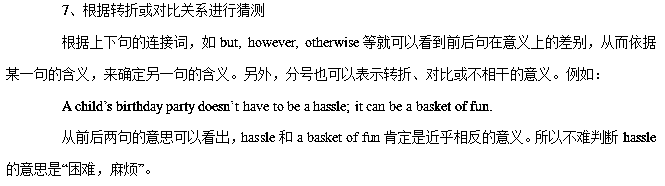 7、根据转折或对比关系进行猜测
根据上下句的连接词，如 but, however, otherwise 等就可以看到前后句在意义上的差别，从而依据
某一句的含义，来确定另一句的含义。另外，分号也可以表示转折、对比或不相干的意义。例如：
A child's birthday party doesn't have to be a hassle; it can be a basket of fun.
从前后两句的意思可以看出，hassle 和 a basket of fun 肯定是近乎相反的意义。所以不难判断 hassle
的意思是“困难，麻烦”。